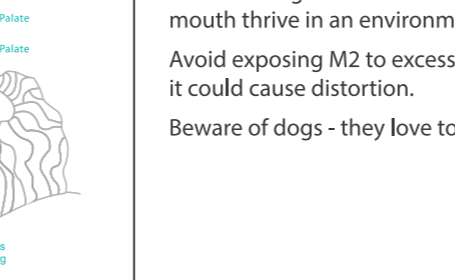 Palate
Palate
mouth thrive in an environm
Avoid exposing M2 to excess
it could cause distortion.
Beware of dogs - they love to
s
g